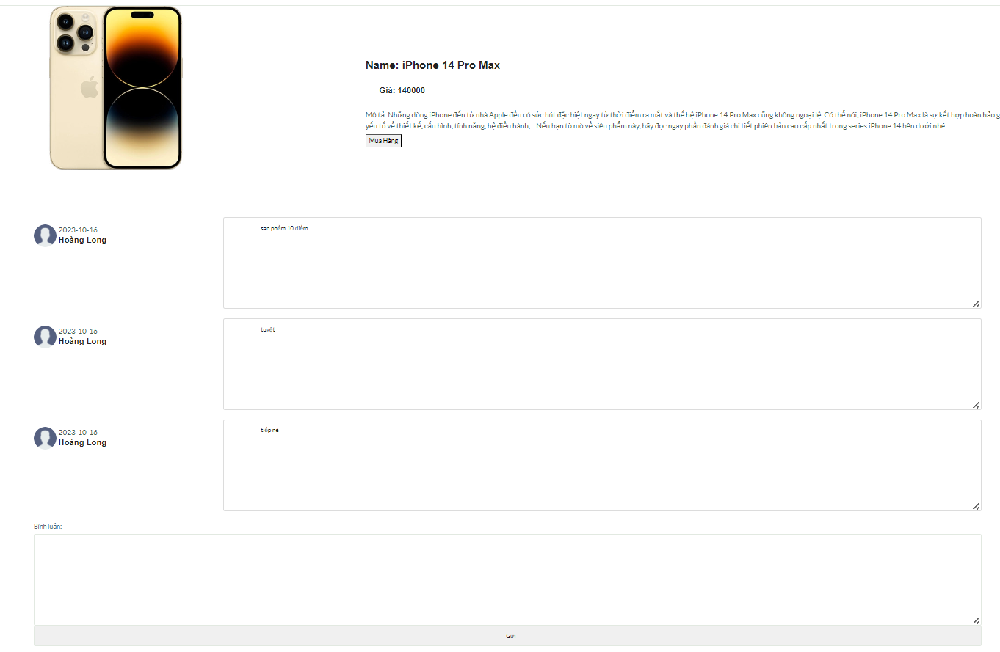 Name: iPhone 14 Pro Max
Giá: 140000
Mô tả: Những dòng iPhone đến từ nhà Apple đều có sức hút đặc biệt ngay từ thời điểm ra mắt và thế hệ iPhone 14 Pro Max cũng không ngoại lệ. Có thể nói, iPhone 14 Pro Max là sự kết hợp hoàn hảo g
yếu tố về thiết kế, cấu hình, tính năng, hệ điều hành,... Nếu bạn tò mò về siêu phẩm này, hãy đọc ngay phần đánh giá chi tiết phiên bản cao cấp nhất trong series iPhone 14 bên dưới nhé.
Mua Hàng
2023-10-16
Hoàng Long
san phẩm 10 điểm
2023-10-16
Hoàng Long
tuyệt
2023-10-16
Hoàng Long
tiếp nè
Bình luận:
Gửi